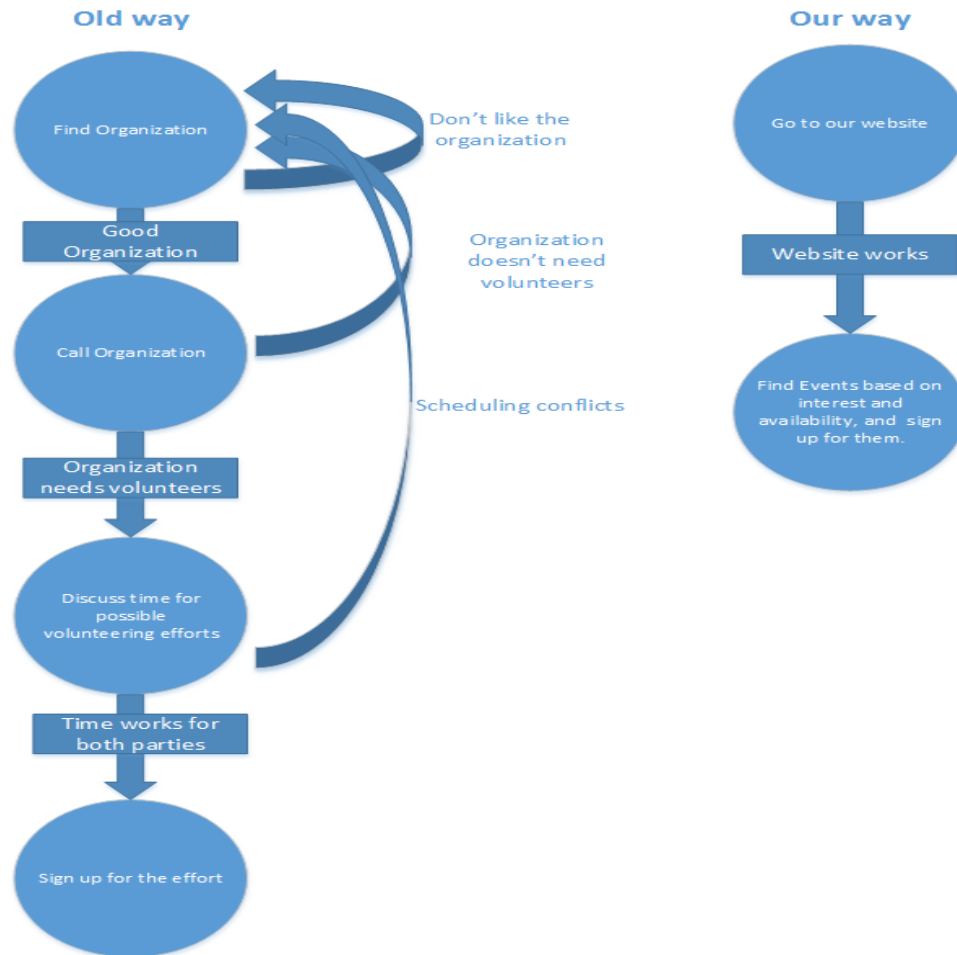 Old way
Find Organization
Don't like the
organization
Good
Organization
Organization
doesn't need
volunteers
Call Organization
Scheduling conflicts
Organization
needs volunteers
Discuss time for
possible
volunteering efforts
Time works for
both parties
Sign up for the effort
Our way
Go to our website
Website works
Find Events based on
interest and
availability, and sign
up for them.